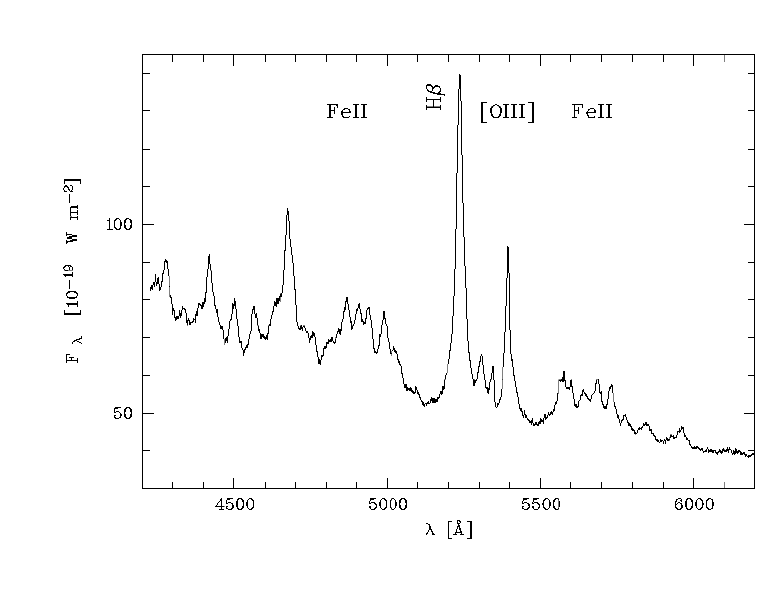 Hβ
FeII [OIII] FeII
100
50
F λ [10⁻¹⁹ W m⁻²]
4500 5000 5500 6000
λ [Å]